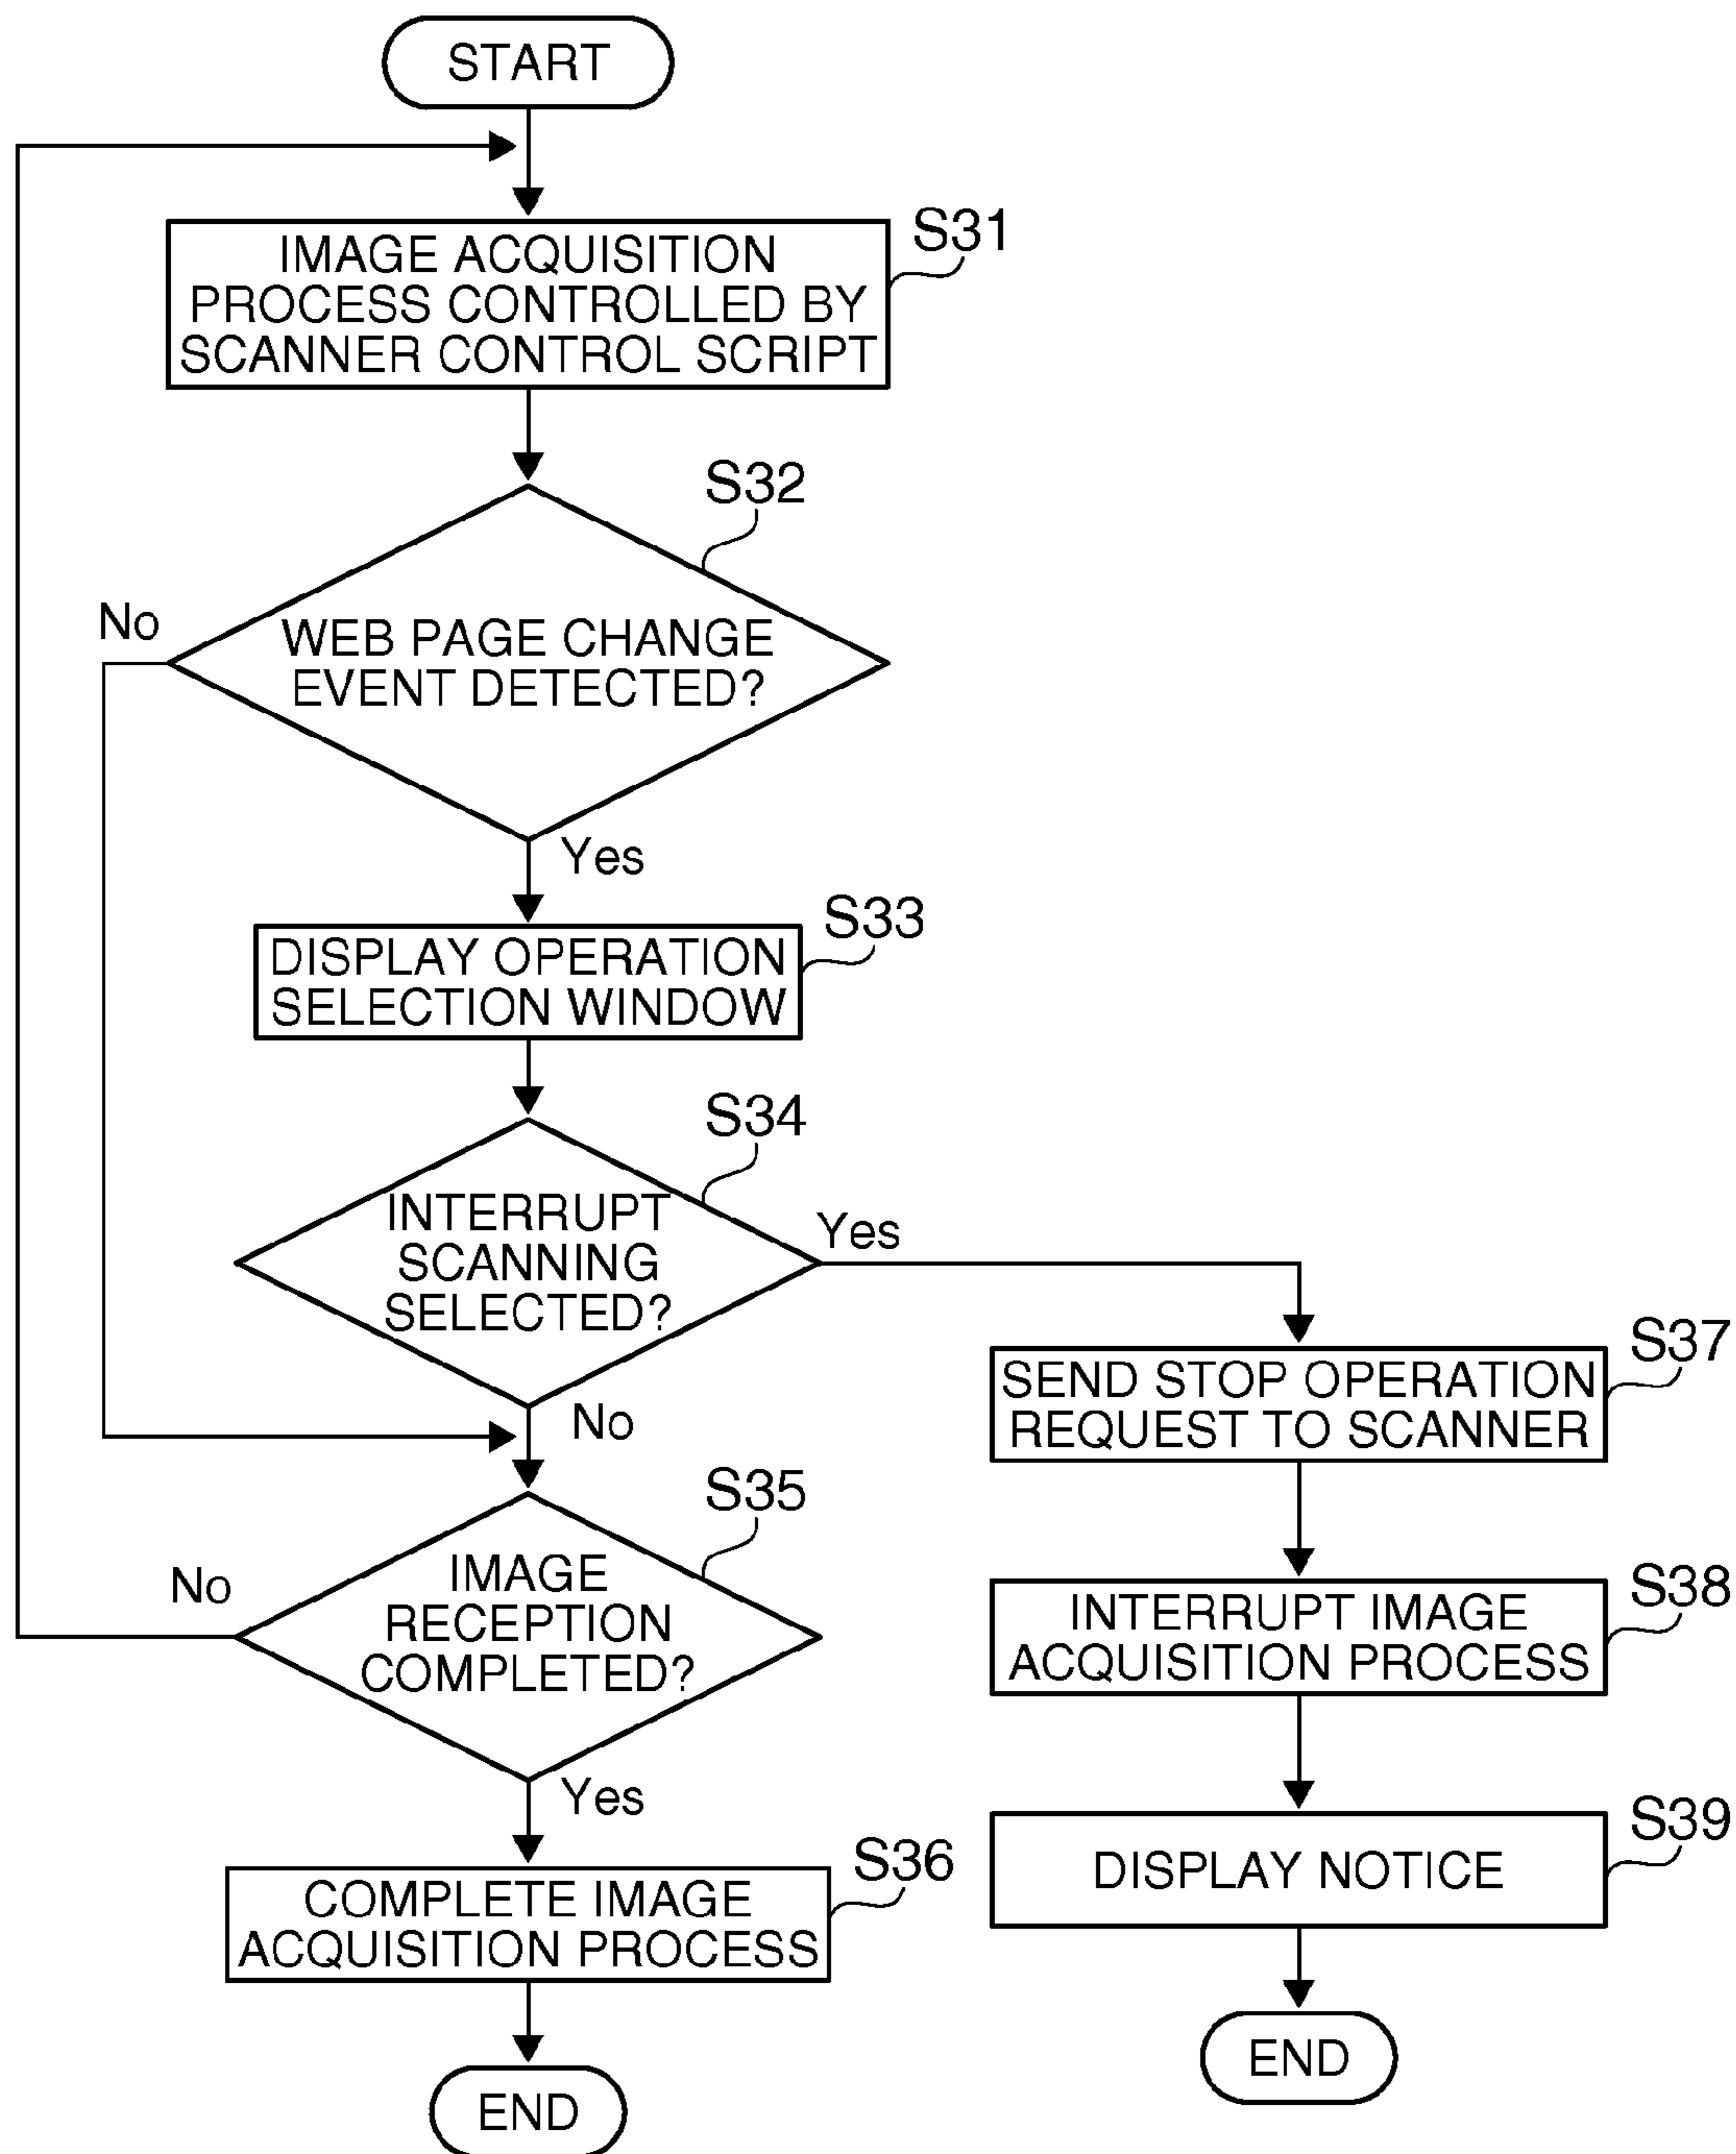 START
S31
IMAGE ACQUISITION
PROCESS CONTROLLED BY
SCANNER CONTROL SCRIPT
S32
No
WEB PAGE CHANGE
EVENT DETECTED?
Yes
S33
DISPLAY OPERATION
SELECTION WINDOW
S34
INTERRUPT
SCANNING
SELECTED?
Yes
No
S37
SEND STOP OPERATION
REQUEST TO SCANNER
S35
No
IMAGE
RECEPTION
COMPLETED?
Yes
S38
INTERRUPT IMAGE
ACQUISITION PROCESS
S36
COMPLETE IMAGE
ACQUISITION PROCESS
S39
DISPLAY NOTICE
END
END